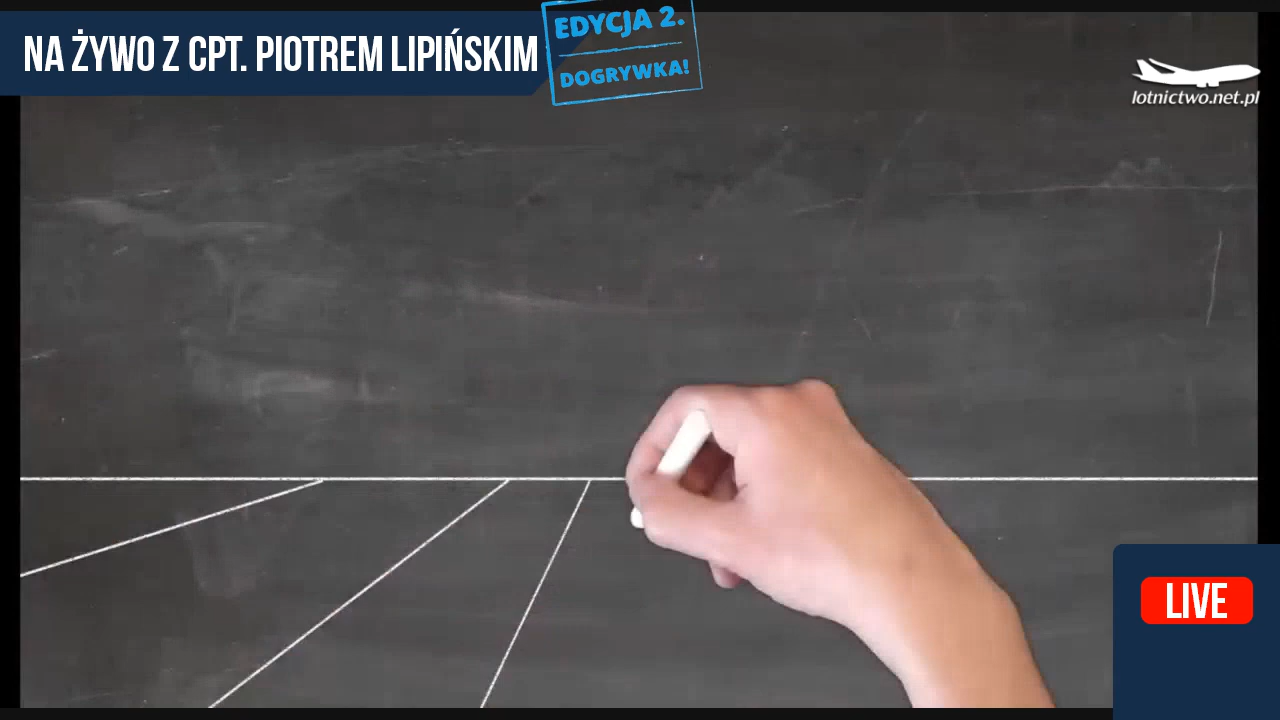 NA ŻYWO Z CPT. PIOTREM LIPIŃSKIM
EDYCJA 2.
DOGRYWKA!
lotnictwo.net.pl
LIVE